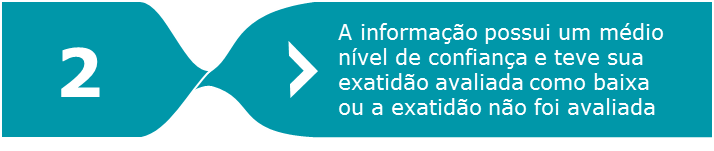 2
A informação possui um médio
nível de confiança e teve sua
exatidão avaliada como baixa
ou a exatidão não foi avaliada